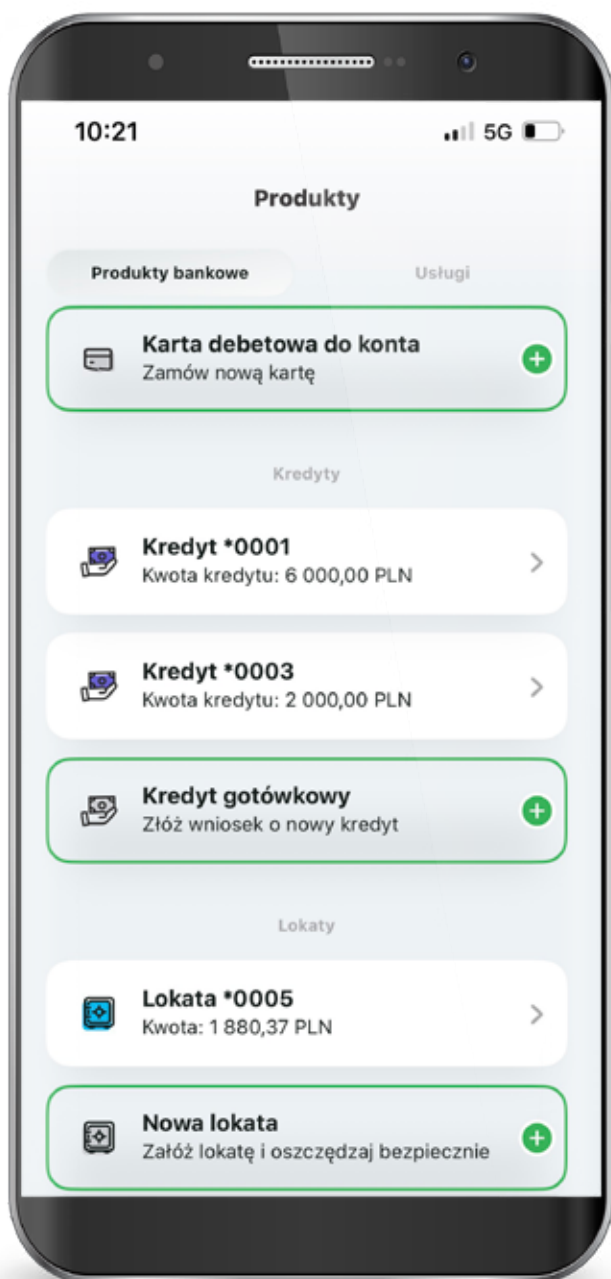 10:21
5G
Produkty
Produkty bankowe
Usługi
Karta debetowa do konta
Zamów nową kartę
Kredyty
Kredyt *0001
Kwota kredytu: 6 000,00 PLN
Kredyt *0003
Kwota kredytu: 2 000,00 PLN
Kredyt gotówkowy
Złóż wniosek o nowy kredyt
Lokaty
Lokata *0005
Kwota: 1 880,37 PLN
Nowa lokata
Załóż lokatę i oszczędzaj bezpiecznie